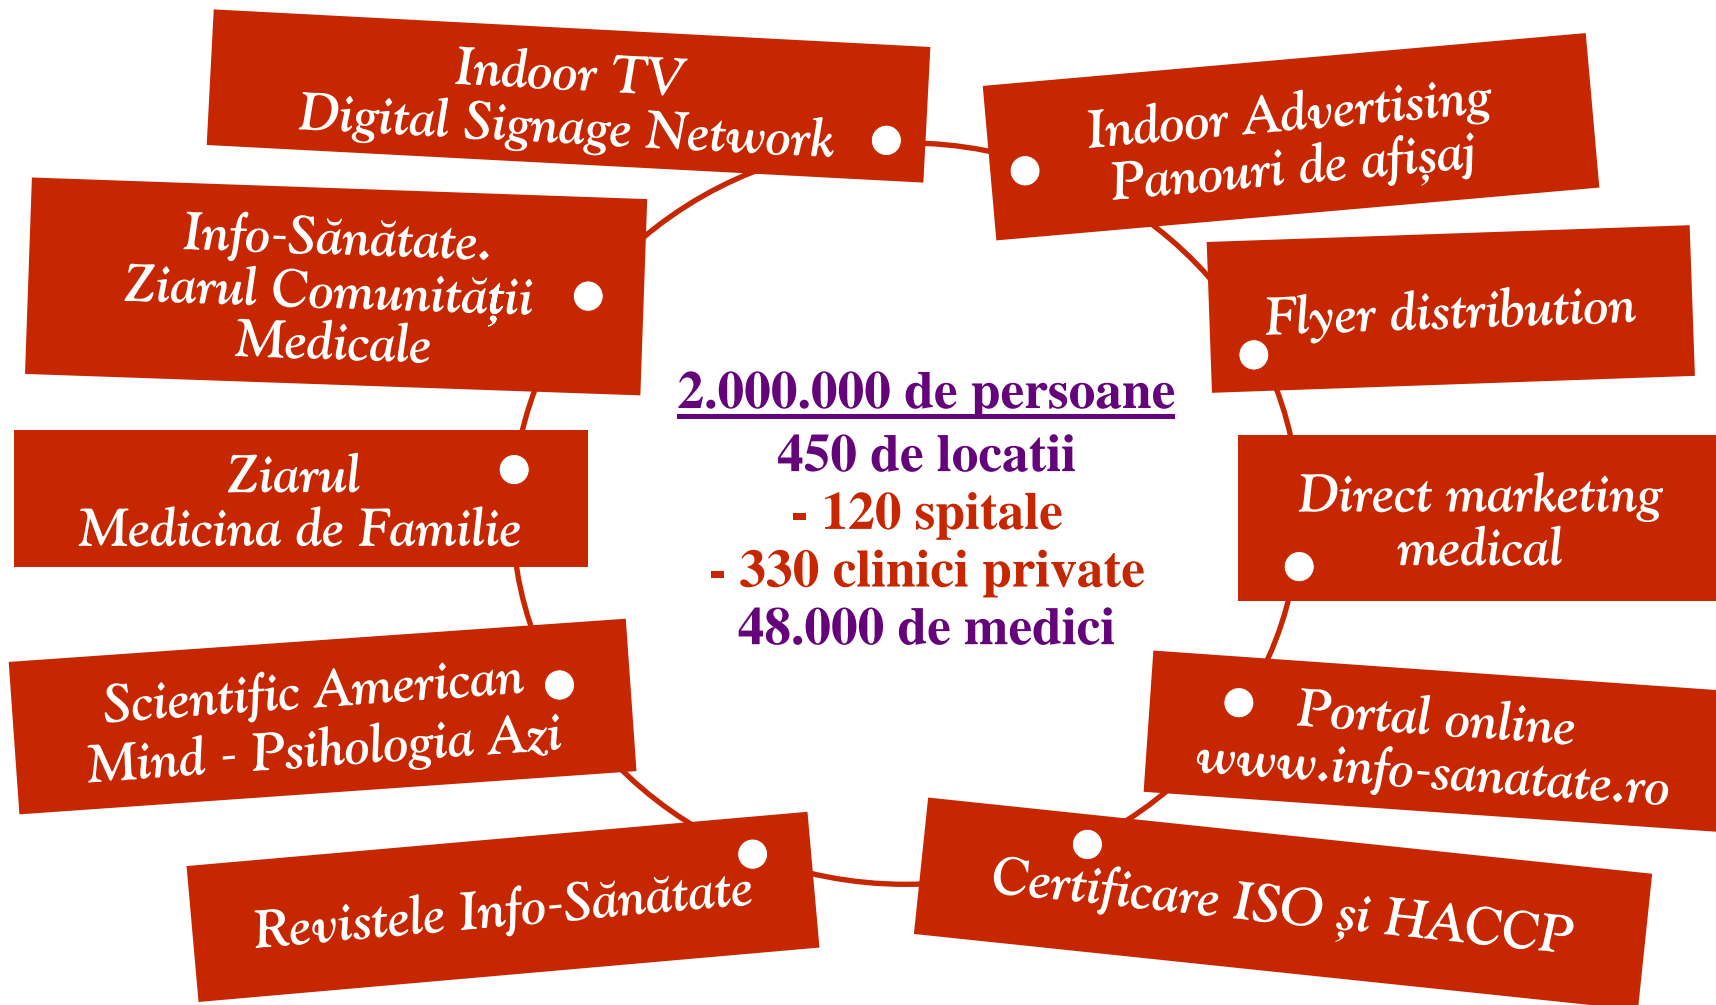 Indoor TV
Digital Signage Network
Indoor Advertising
Panouri de afișaj
Info-Sănătate.
Ziarul Comunității
Medicale
Flyer distribution
2.000.000 de persoane
450 de locatii
- 120 spitale
- 330 clinici private
48.000 de medici
Ziarul
Medicina de Familie
Direct marketing
medical
Scientific American
Mind - Psihologia Azi
Portal online
www.info-sanatate.ro
Revistele Info-Sănătate
Certificare ISO și HACCP